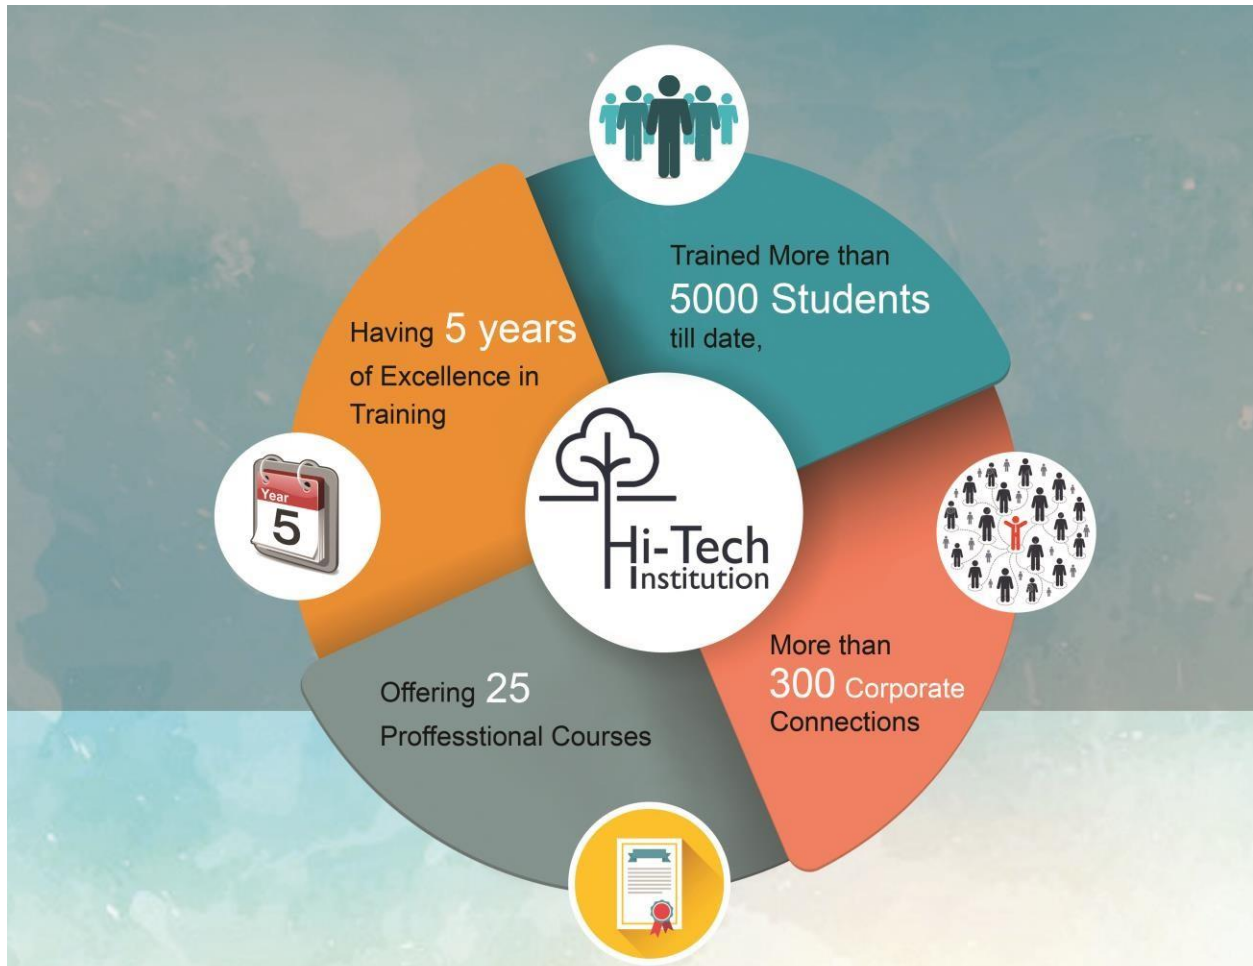 Trained More than
5000 Students
till date,
Having 5 years
of Excellence in
Training
Year
5
Hi-Tech
Institution
More than
300 Corporate
Connections
Offering 25
Proffesstional Courses